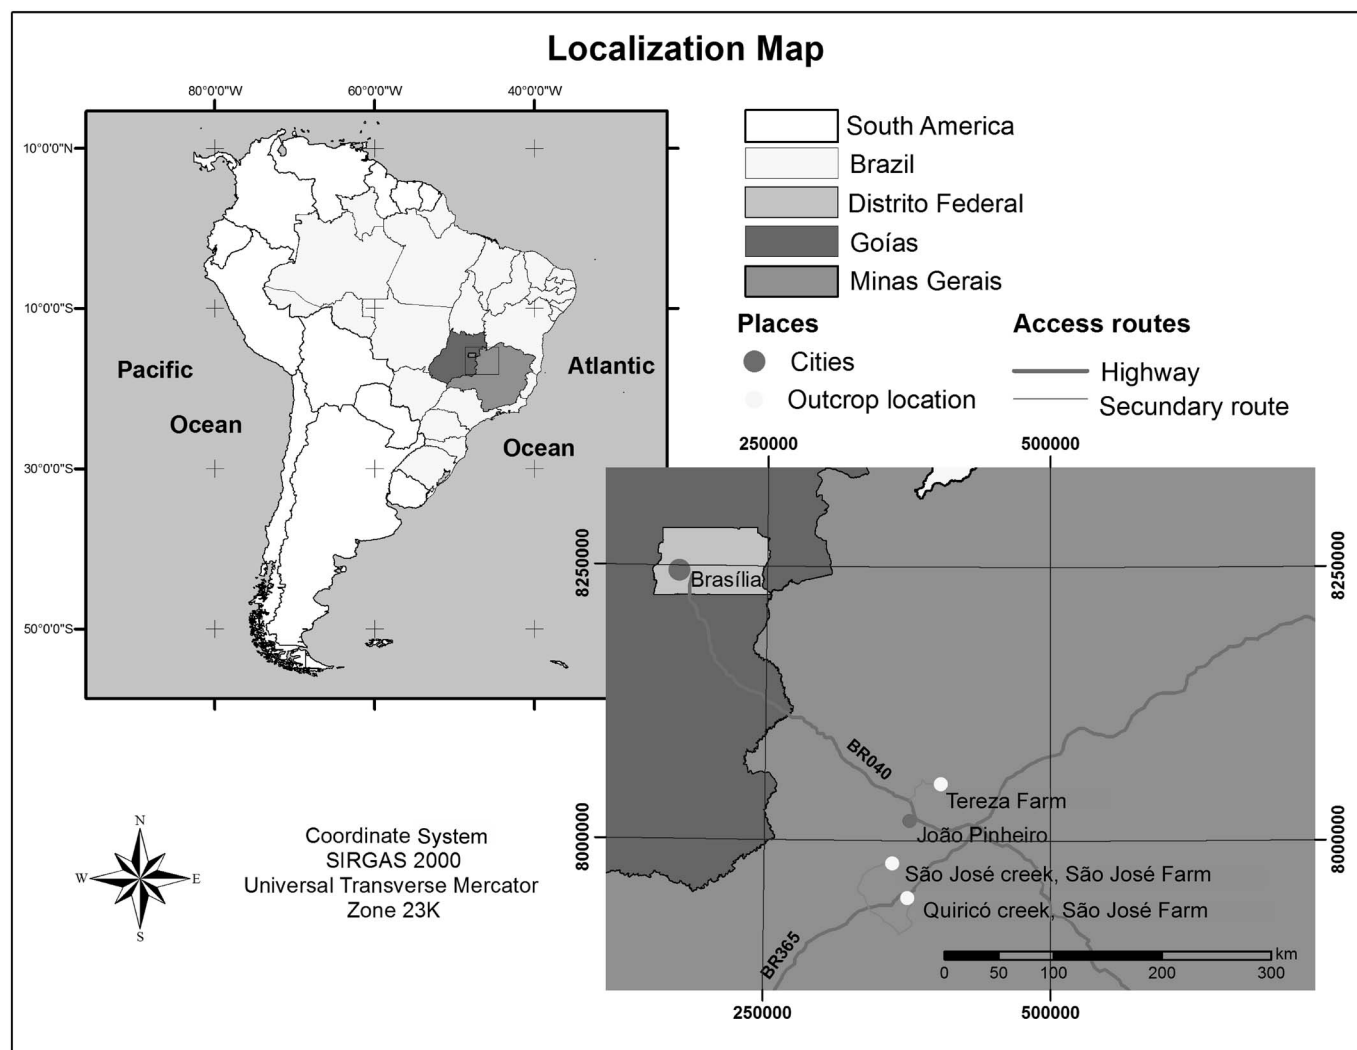 Localization Map
80°0'0"W
60°0'0"W
40°0'0"W
10°0'0"N
10°0'0"S
30°0'0"S
50°0'0"S
Pacific
Ocean
Atlantic
Ocean
South America
Brazil
Distrito Federal
Goías
Minas Gerais
Places
Cities
Outcrop location
Access routes
Highway
Secundary route
250000
500000
8250000
8250000
Brasília
BR040
Tereza Farm
João Pinheiro
8000000
8000000
São José creek, São José Farm
Quiricó creek, São José Farm
BR365
km
0
50
100
200
300
250000
500000
N
W
E
S
Coordinate System
SIRGAS 2000
Universal Transverse Mercator
Zone 23K